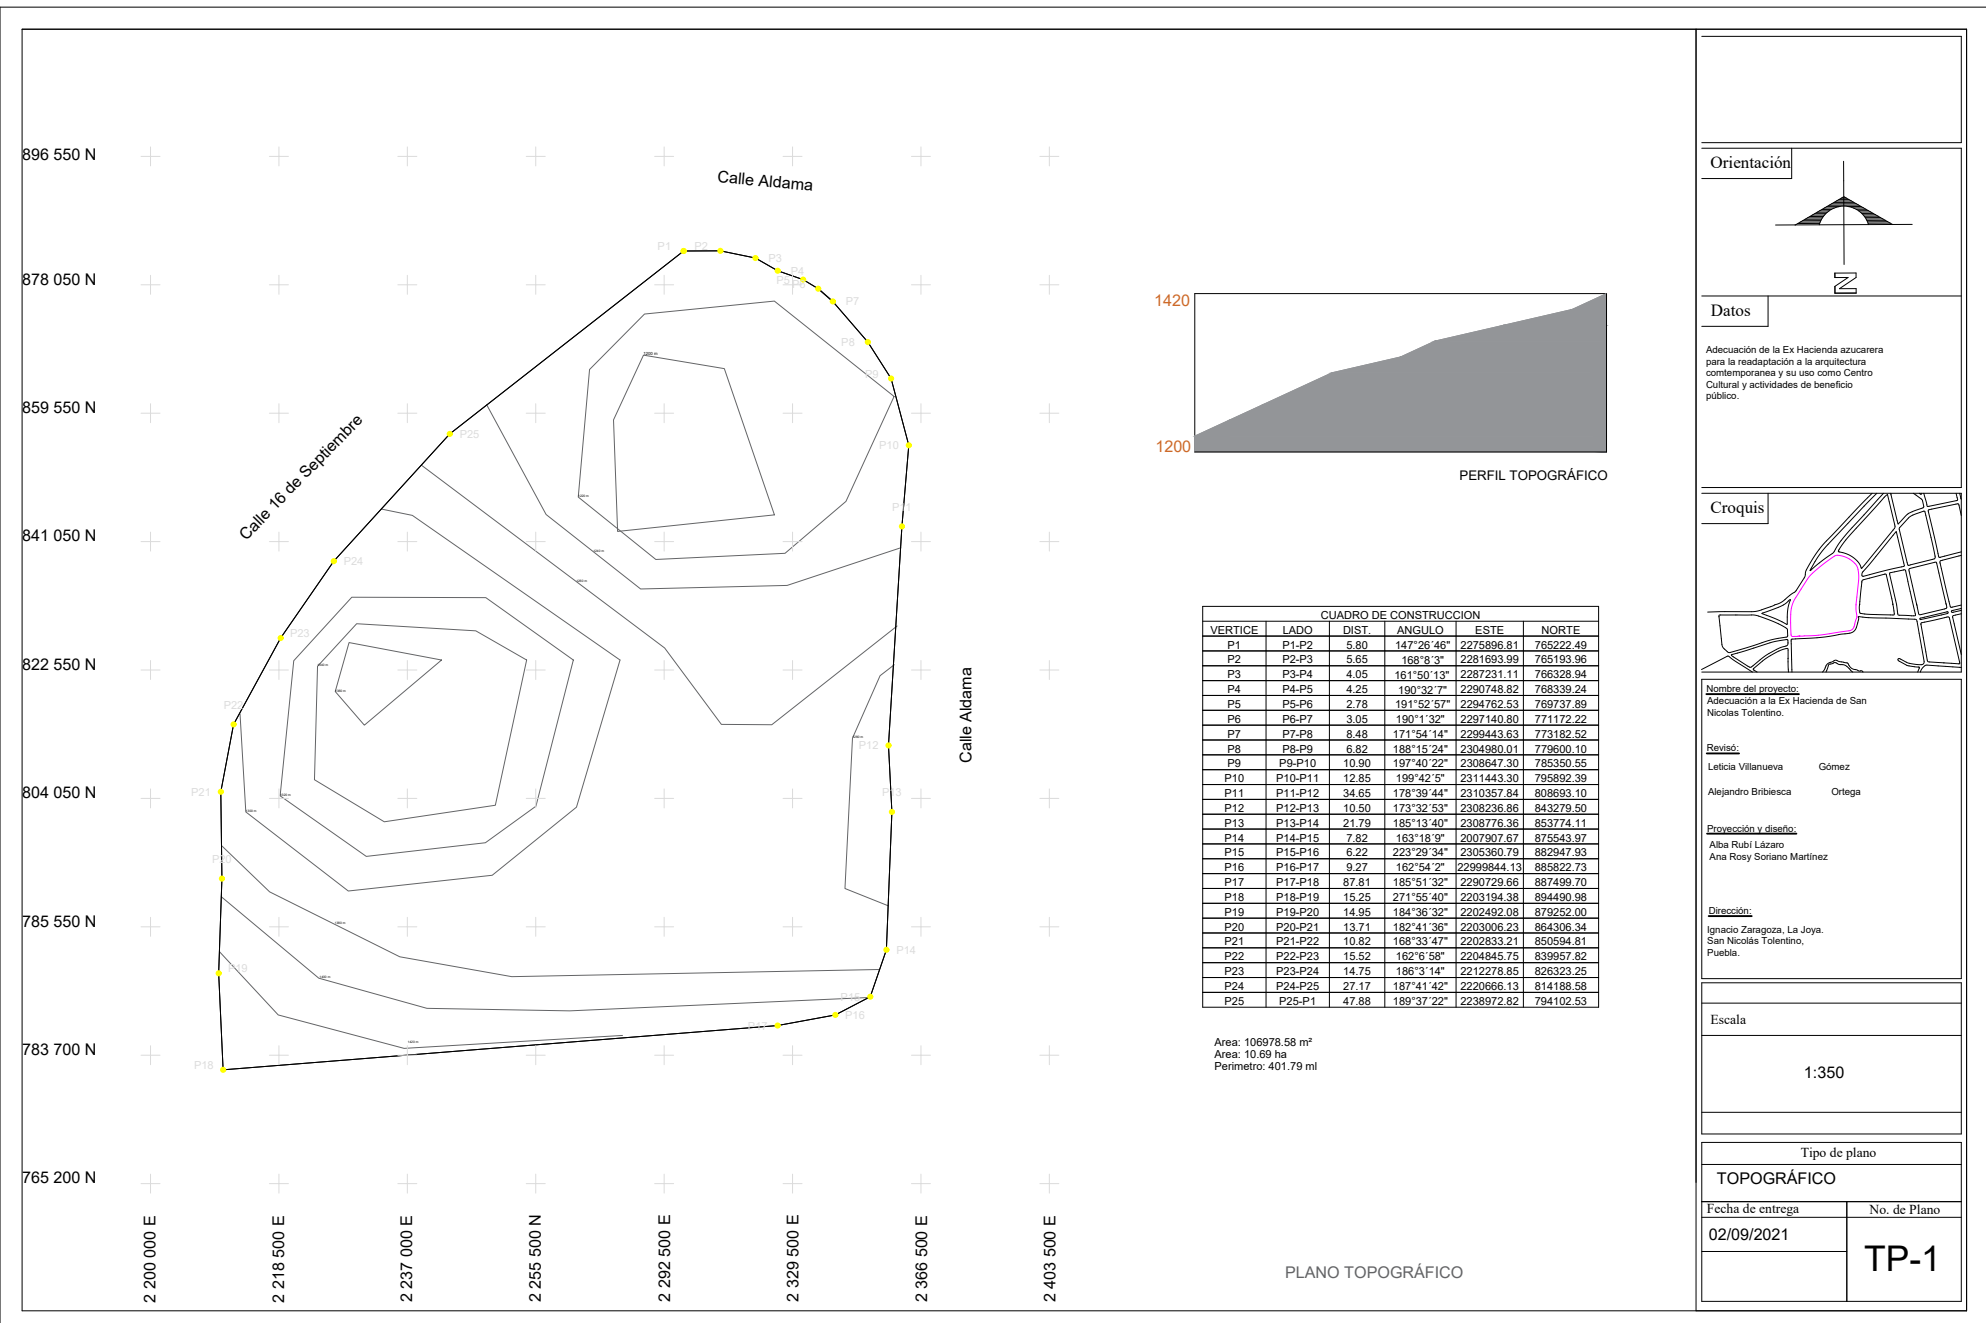 896 550 N
878 050 N
859 550 N
841 050 N
822 550 N
804 050 N
785 550 N
783 700 N
765 200 N
2 200 000 E
2 218 500 E
2 237 000 E
2 255 500 N
2 292 500 E
2 329 500 E
2 366 500 E
2 403 500 E
Calle Aldama
Calle 16 de Septiembre
Calle Aldama
P1
P2
P3
P4
P7
P8
P9
P10
P12
P13
P14
P15
P16
P17
P18
P19
P20
P21
P22
P23
P24
P25
1420
1200
PERFIL TOPOGRÁFICO
CUADRO DE CONSTRUCCION
VERTICE LADO DIST. ANGULO ESTE NORTE
P1 P1-P2 5.80 147°26´46" 2275896.81 765222.49
P2 P2-P3 5.65 168°8´3" 2281693.99 765193.96
P3 P3-P4 4.05 161°50´13" 2287231.11 766328.94
P4 P4-P5 4.25 190°32´7" 2290748.82 768339.24
P5 P5-P6 2.78 191°52´57" 2294762.53 769737.89
P6 P6-P7 3.05 190°1´32" 2297140.80 771172.22
P7 P7-P8 8.48 171°54´14" 2299443.63 773182.52
P8 P8-P9 6.82 188°15´24" 2304980.01 779600.10
P9 P9-P10 10.90 197°40´22" 2308647.30 785350.55
P10 P10-P11 12.85 199°42´5" 2311443.30 795892.39
P11 P11-P12 34.65 178°39´44" 2310357.84 808693.10
P12 P12-P13 10.50 173°32´53" 2308236.86 843279.50
P13 P13-P14 21.79 185°13´40" 2308776.36 853774.11
P14 P14-P15 7.82 163°18´9" 2007907.67 875543.97
P15 P15-P16 6.22 223°29´34" 2305360.79 882947.93
P16 P16-P17 9.27 162°54´2" 22999844.13 885822.73
P17 P17-P18 87.81 185°51´32" 2290729.66 887499.70
P18 P18-P19 15.25 271°55´40" 2203194.38 894490.98
P19 P19-P20 14.95 184°36´32" 2202492.08 879252.00
P20 P20-P21 13.71 182°41´36" 2203006.23 864306.34
P21 P21-P22 10.82 168°33´47" 2202833.21 850594.81
P22 P22-P23 15.52 162°6´58" 2204845.75 839957.82
P23 P23-P24 14.75 186°3´14" 2212278.85 826323.25
P24 P24-P25 27.17 187°41´42" 2220666.13 814188.58
P25 P25-P1 47.88 189°37´22" 2238972.82 794102.53
Area: 106978.58 m²
Area: 10.69 ha
Perimetro: 401.79 ml
PLANO TOPOGRÁFICO
Orientación
N
Datos
Adecuación de la Ex Hacienda azucarera
para la readaptación a la arquitectura
comtemporanea y su uso como Centro
Cultural y actividades de beneficio
público.
Croquis
Nombre del proyecto:
Adecuación a la Ex Hacienda de San
Nicolas Tolentino.
Revisó:
Leticia Villanueva Gómez
Alejandro Bribiesca Ortega
Proyección y diseño:
Alba Rubí Lázaro
Ana Rosy Soriano Martínez
Dirección:
Ignacio Zaragoza, La Joya.
San Nicolás Tolentino,
Puebla.
Escala
1:350
Tipo de plano
TOPOGRÁFICO
Fecha de entrega
No. de Plano
02/09/2021
TP-1